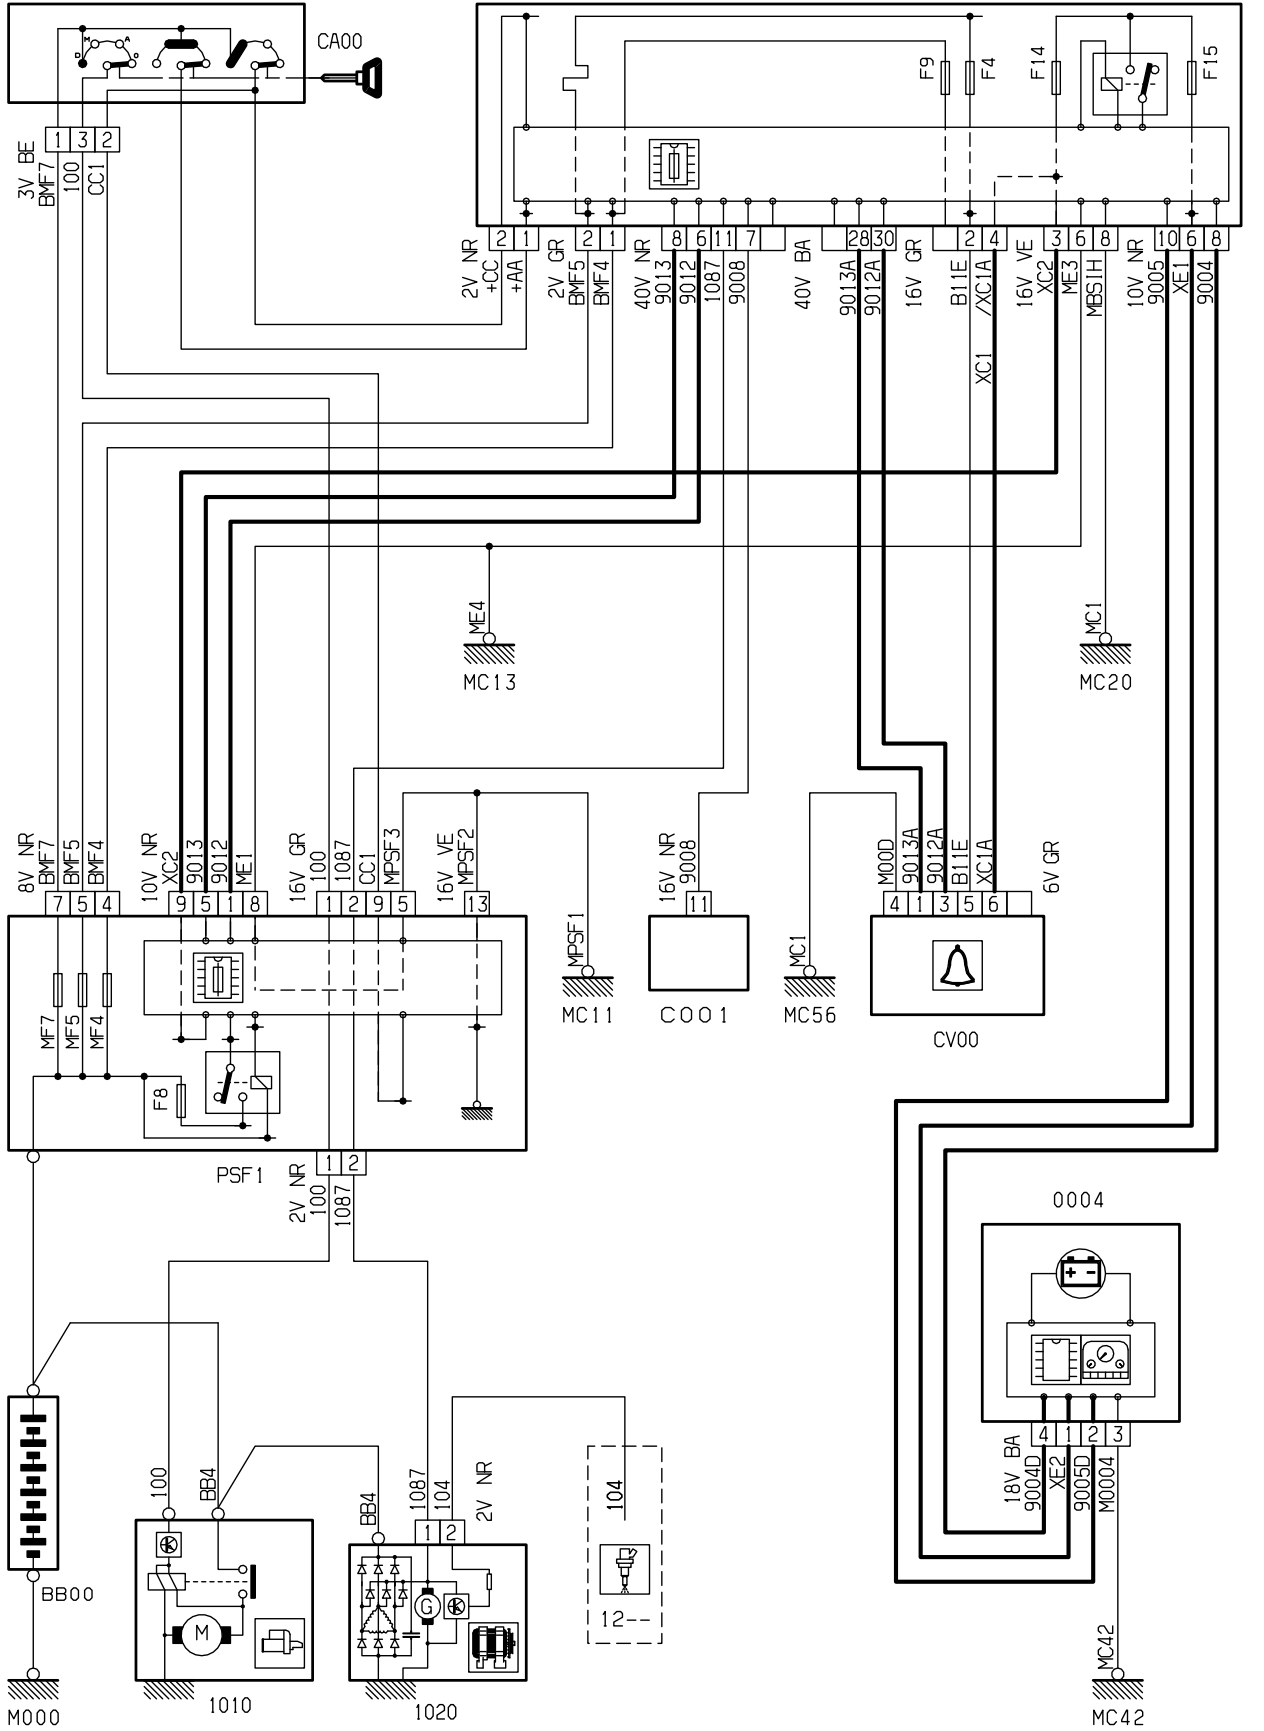 CA00
M A
D O
1 3 2
3V BE
BMF7
100
CC1
F9
F4
F14
F15
2 1
2 1
8 6 11 7
28 30
2 4
3 6 8
10 6 8
2V NR
+CC
+AA
2V GR
BMF5
BMF4
40V NR
9013
9012
1087
9008
40V BA
9013A
9012A
16V GR
B11E
/XC1A
XC1
16V VE
XC2
ME3
MBS1H
10V NR
9005
XE1
9004
ME4
MC13
MC1
MC20
8V NR
BMF7
BMF5
BMF4
10V NR
XC2
9013
9012
ME1
16V GR
100
1087
CC1
MPSF3
16V VE
MPSF2
16V NR
9008
M00D
9013A
9012A
B11E
XC1A
6V GR
7 5 4
9 5 1 8
1 2 9 5
13
11
4 1 3 5 6
MPSF1
MC11
C001
MC1
MC56
CV00
MF7
MF5
MF4
F8
PSF1
1 2
2V NR
100
1087
0004
+ -
4 1 2 3
18V BA
9004D
XE2
9005D
M0004
100
BB4
BB4
1087
104
2V NR
1 2
104
12--
BB00
M
G
M000
1010
1020
MC42
MC42